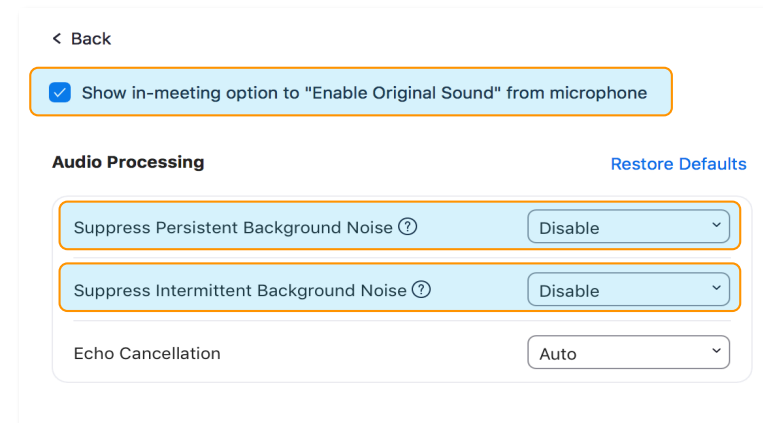 < Back
Show in-meeting option to "Enable Original Sound" from microphone
Audio Processing
Restore Defaults
Suppress Persistent Background Noise ?
Disable
Suppress Intermittent Background Noise ?
Disable
Echo Cancellation
Auto